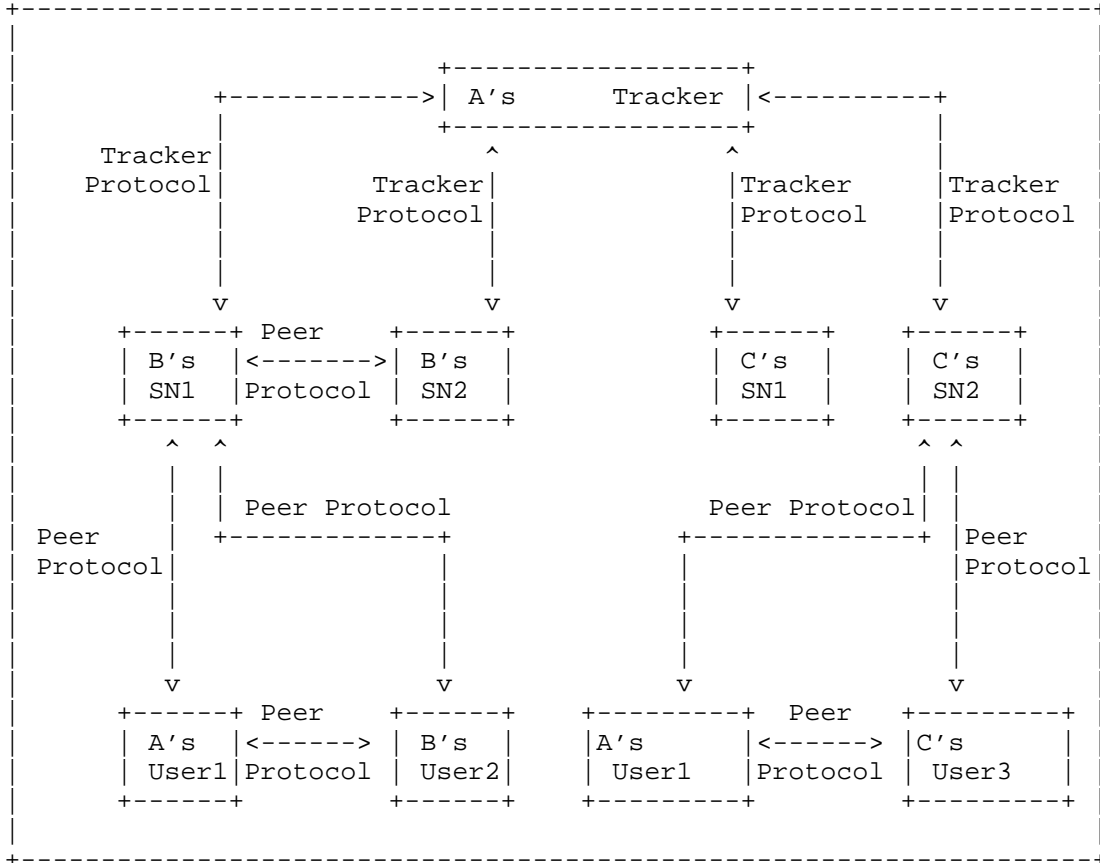 A's Tracker
Tracker
Protocol
Tracker
Protocol
Tracker
Protocol
Tracker
Protocol
B's
SN1
Peer
Protocol
B's
SN2
C's
SN1
C's
SN2
Peer
Protocol
Peer Protocol
Peer Protocol
Peer
Protocol
A's
User1
Peer
Protocol
B's
User2
A's
User1
Peer
Protocol
C's
User3